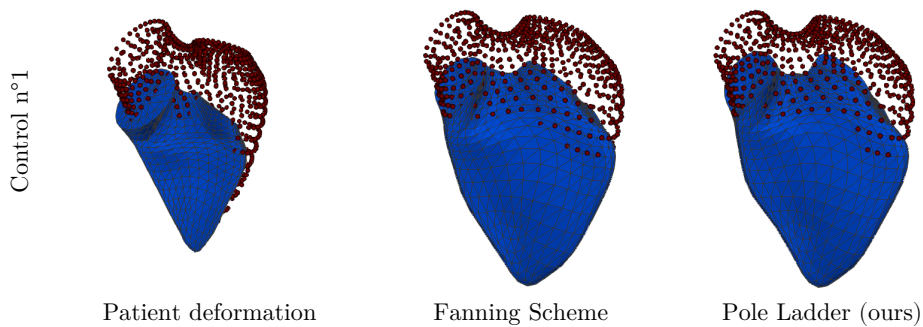 Control n°1
Patient deformation
Fanning Scheme
Pole Ladder (ours)